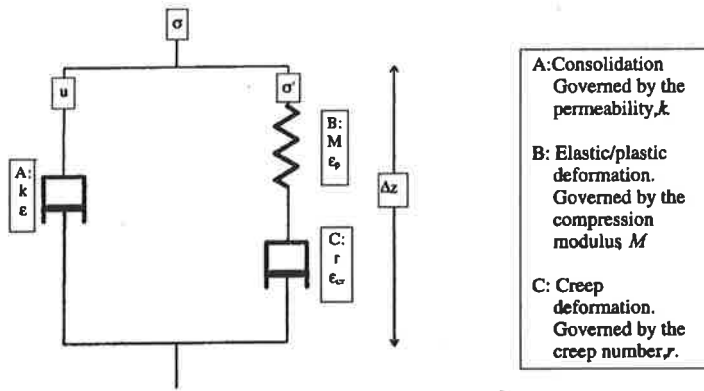 σ
u
σ'
A:
k
ε
B:
M
εₚ
C:
r
ε꜀ᵣ
Δz
A:Consolidation
Governed by the
permeability,k
B: Elastic/plastic
deformation.
Governed by the
compression
modulus, M
C: Creep
deformation.
Governed by the
creep number,r.